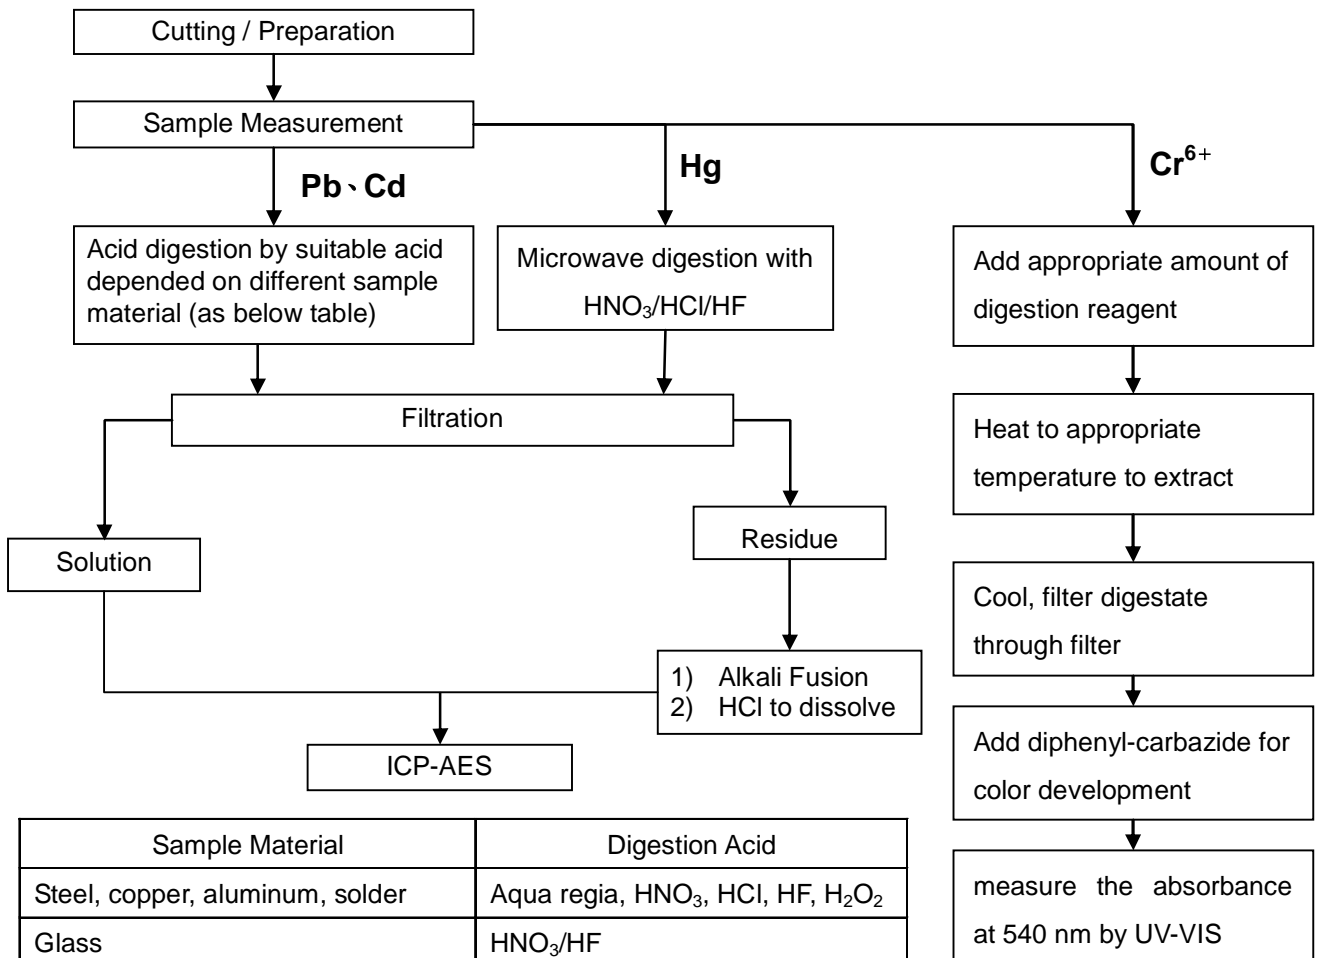 Cutting / Preparation
Sample Measurement
Pb、Cd
Hg
Cr⁶⁺
Acid digestion by suitable acid
depended on different sample
material (as below table)
Microwave digestion with
HNO₃/HCl/HF
Add appropriate amount of
digestion reagent
Filtration
Heat to appropriate
temperature to extract
Solution
Residue
Cool, filter digestate
through filter
1) Alkali Fusion
2) HCl to dissolve
ICP-AES
Add diphenyl-carbazide for
color development
Sample Material Digestion Acid
Steel, copper, aluminum, solder Aqua regia, HNO₃, HCl, HF, H₂O₂
Glass HNO₃/HF
measure the absorbance
at 540 nm by UV-VIS